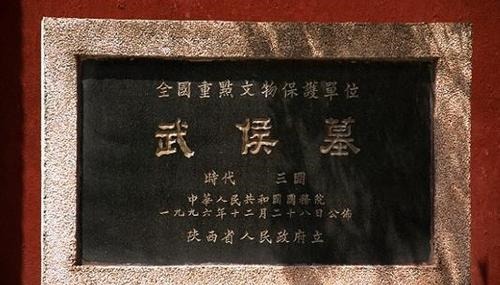 全國重點文物保護單位
武侯墓
時代 三國
中華人民共和國國務院
一九九六年十二月二十八日公佈
陝西省人民政府立